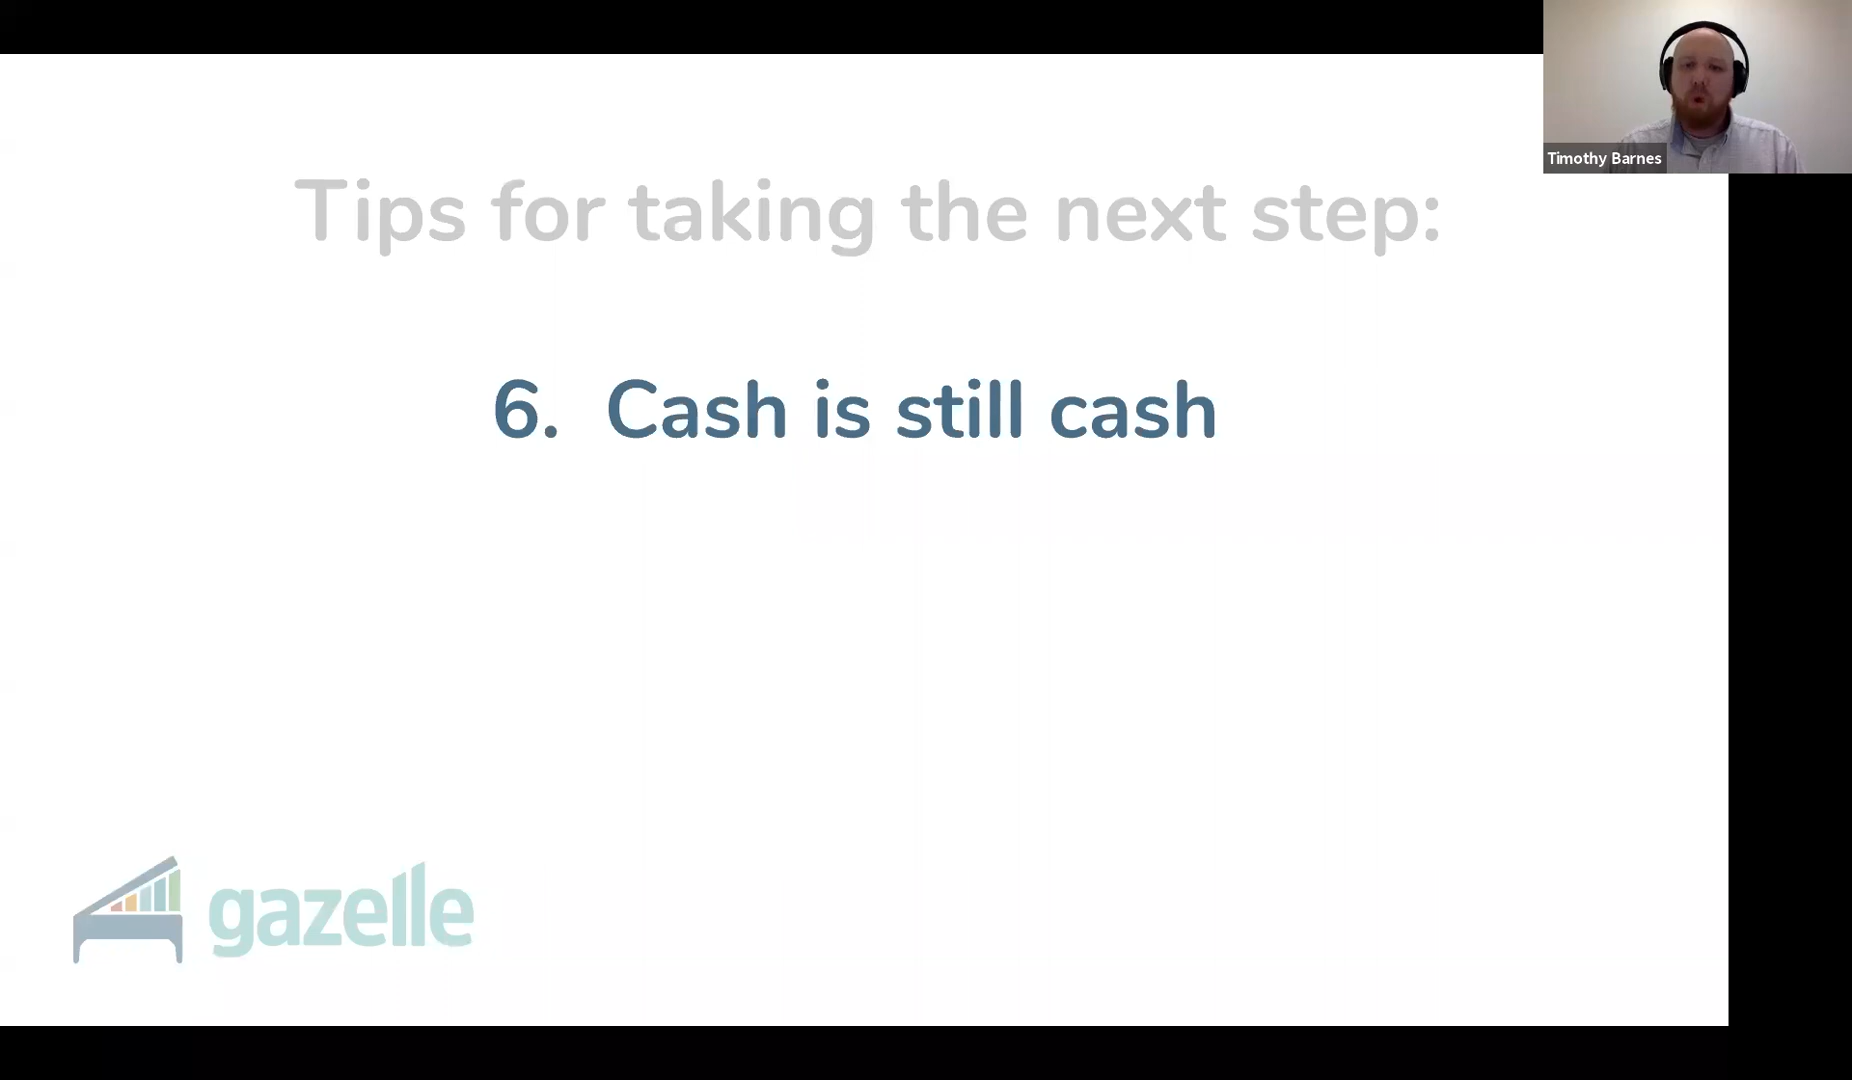 Timothy Barnes
Tips for taking the next step:
6. Cash is still cash
gazelle